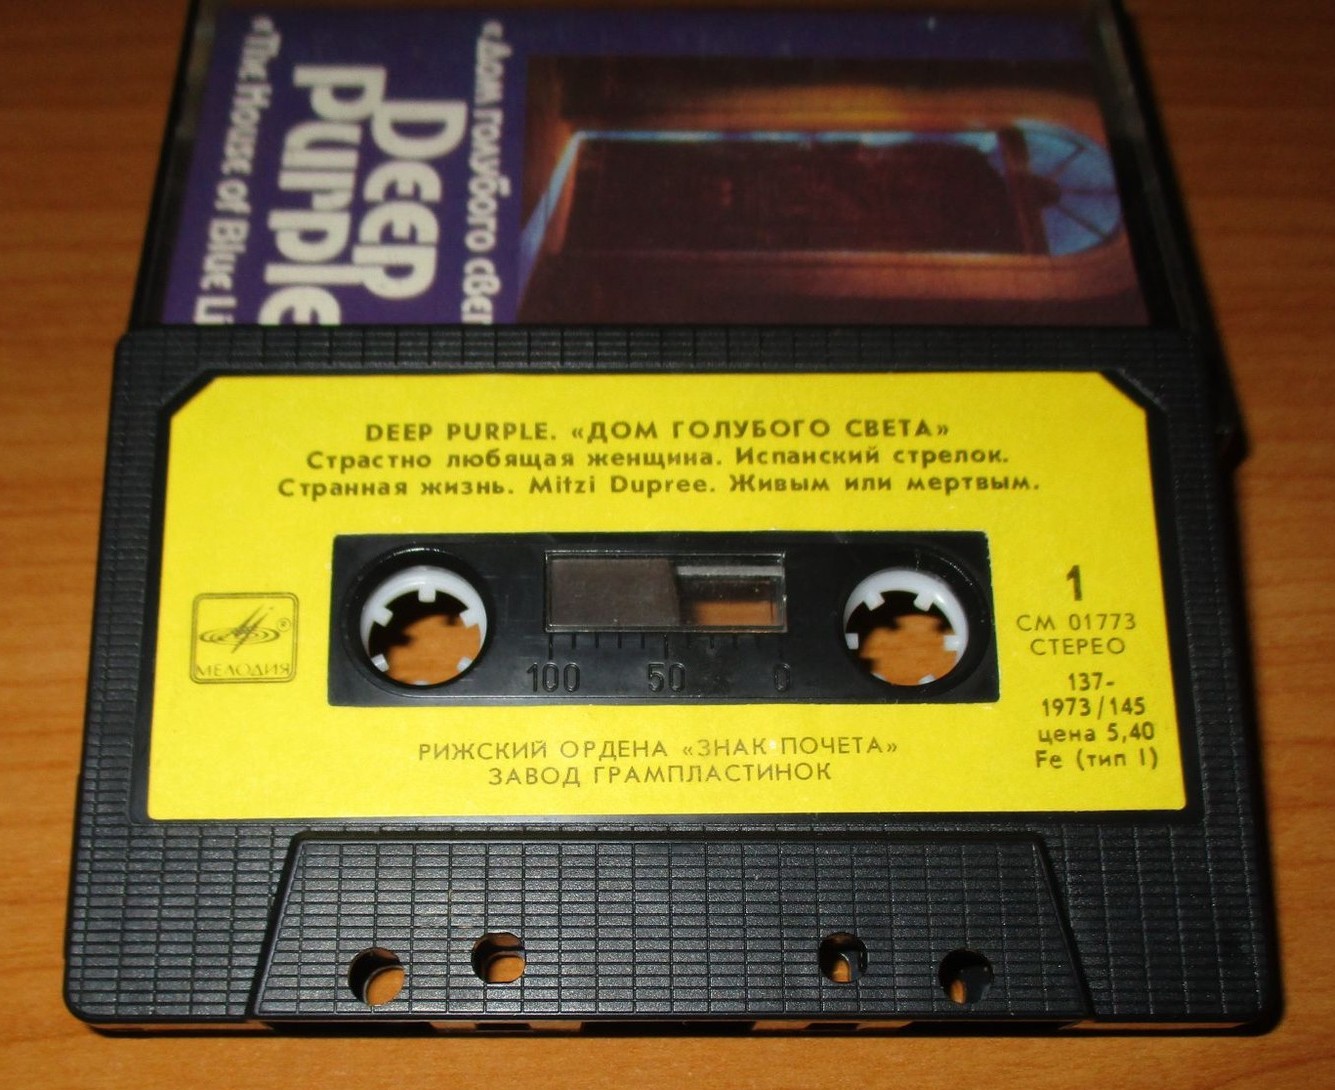 «Дом голубого
Deep
Purple
«The House of Blue
DEEP PURPLE. «ДОМ ГОЛУБОГО СВЕТА»
Страстно любящая женщина. Испанский стрелок.
Странная жизнь. Mitzi Dupree. Живым или мертвым.
МЕЛОДИЯ
®
100 50 0
1
СМ 01773
СТЕРЕО
137-
1973/145
цена 5,40
Fe (тип I)
РИЖСКИЙ ОРДЕНА «ЗНАК ПОЧЕТА»
ЗАВОД ГРАМПЛАСТИНОК